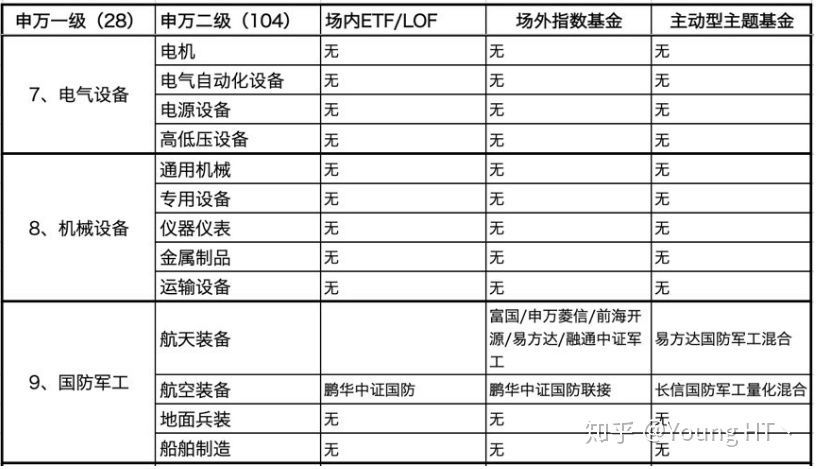 申万一级（28） 申万二级（104） 场内ETF/LOF 场外指数基金 主动型主题基金
7、电气设备
电机 无 无 无
电气自动化设备 无 无 无
电源设备 无 无 无
高低压设备 无 无 无
8、机械设备
通用机械 无 无 无
专用设备 无 无 无
仪器仪表 无 无 无
金属制品 无 无 无
运输设备 无 无 无
9、国防军工
航天装备 富国/申万菱信/前海开
源/易方达/融通中证军
工
易方达国防军工混合
航空装备 鹏华中证国防 鹏华中证国防联接 长信国防军工量化混合
地面兵装 无 无 无
船舶制造 无 无 无
知乎 @Young HT丶